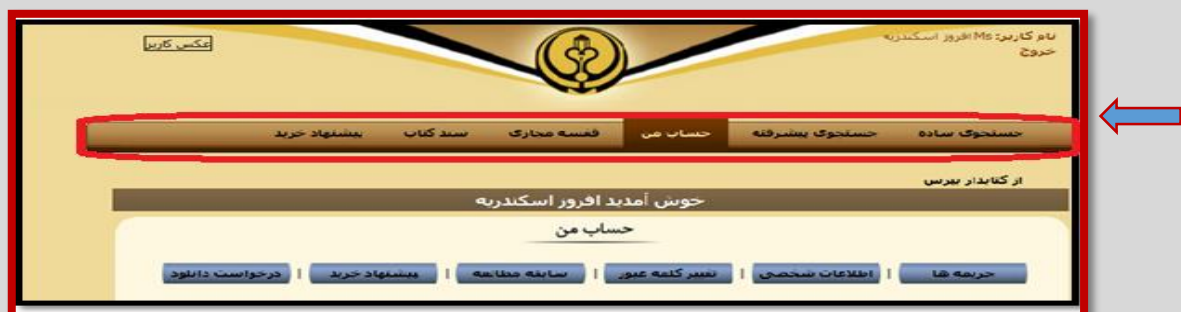 نام کاربر: Ms افروز اسکندریه
خروج
عکس کاربر
جستجوی ساده جستجوی پیشرفته حساب من قفسه مجازی سبد کتاب پیشنهاد خرید
از کتابدار بپرس
خوش آمدید افروز اسکندریه
حساب من
جریمه ها | اطلاعات شخصی | تغییر کلمه عبور | سابقه مطالعه | پیشنهاد خرید | درخواست دانلود